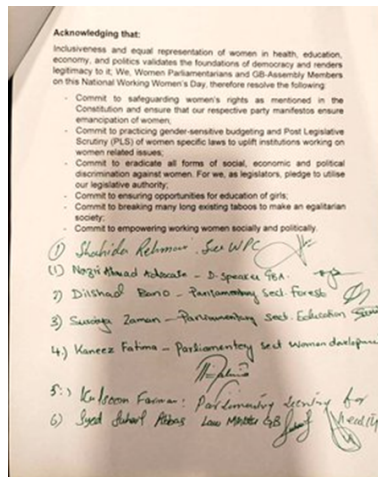 Acknowledging that:
Inclusiveness and equal representation of women in health, education,
economy, and politics validates the foundations of democracy and renders
legitimacy to it; We, Women Parliamentarians and GB-Assembly Members
on this National Working Women's Day, therefore resolve the following:
- Commit to safeguarding women's rights as mentioned in the
Constitution and ensure that our respective party manifestos ensure
emancipation of women;
- Commit to practicing gender-sensitive budgeting and Post Legislative
Scrutiny (PLS) of women specific laws to uplift institutions working on
women related issues;
- Commit to eradicate all forms of social, economic and political
discrimination against women. For we, as legislators, pledge to utilise
our legislative authority;
- Commit to ensuring opportunities for education of girls;
- Commit to breaking many long existing taboos to make an egalitarian
society;
- Commit to empowering working women socially and politically.
① Shahida Rehmani. Sec WPC
(1) Nazir Ahmad Advocate - D-Speaker GBA.
2) Dilshad Bano - Parliamentary Sect. Forest
3) Suraiya Zaman - Parliamentary Sect. Education
4.) Kaneez Fatima - Parliamentary Sect Women development
5.) Kulsoom Farman: Parliamentary for Health
6) Syed Suhail Abbas Law Minister GB